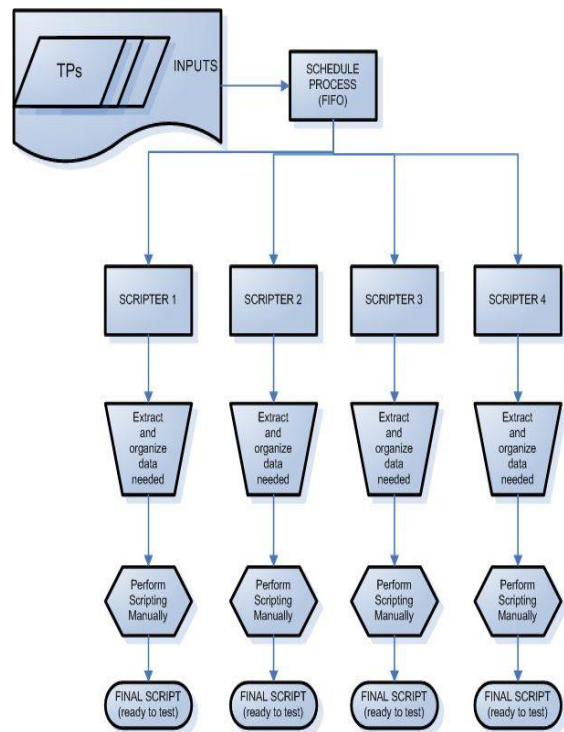 TPs
INPUTS
SCHEDULE
PROCESS
(FIFO)
SCRIPTER 1
SCRIPTER 2
SCRIPTER 3
SCRIPTER 4
Extract
and
organize
data
needed
Extract
and
organize
data
needed
Extract
and
organize
data
needed
Extract
and
organize
data
needed
Perform
Scripting
Manually
Perform
Scripting
Manually
Perform
Scripting
Manually
Perform
Scripting
Manually
FINAL SCRIPT
(ready to test)
FINAL SCRIPT
(ready to test)
FINAL SCRIPT
(ready to test)
FINAL SCRIPT
(ready to test)